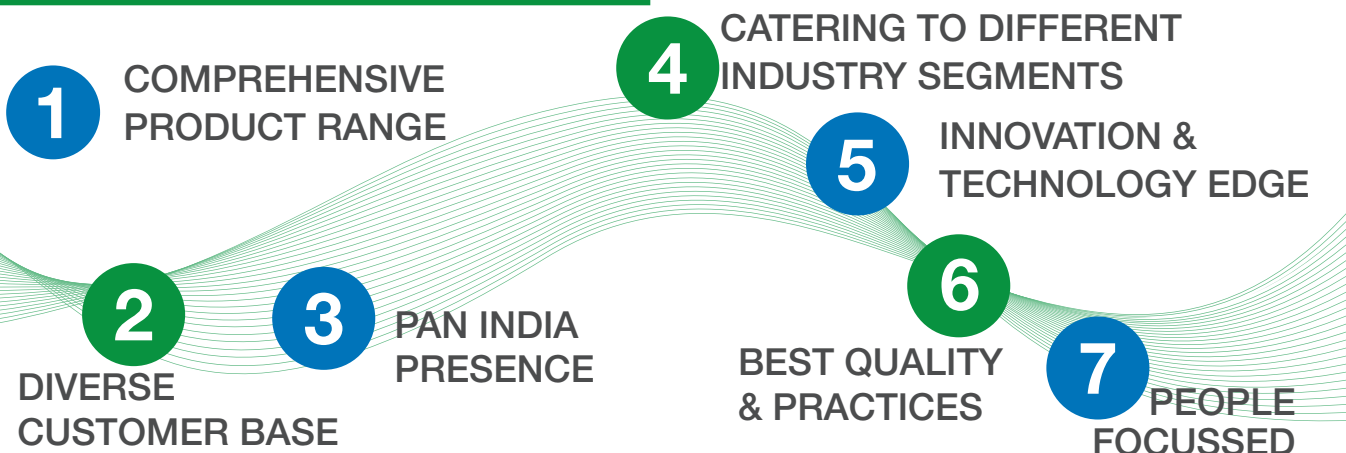 1
COMPREHENSIVE
PRODUCT RANGE
2
DIVERSE
CUSTOMER BASE
3
PAN INDIA
PRESENCE
4
CATERING TO DIFFERENT
INDUSTRY SEGMENTS
5
INNOVATION &
TECHNOLOGY EDGE
6
BEST QUALITY
& PRACTICES
7
PEOPLE
FOCUSSED